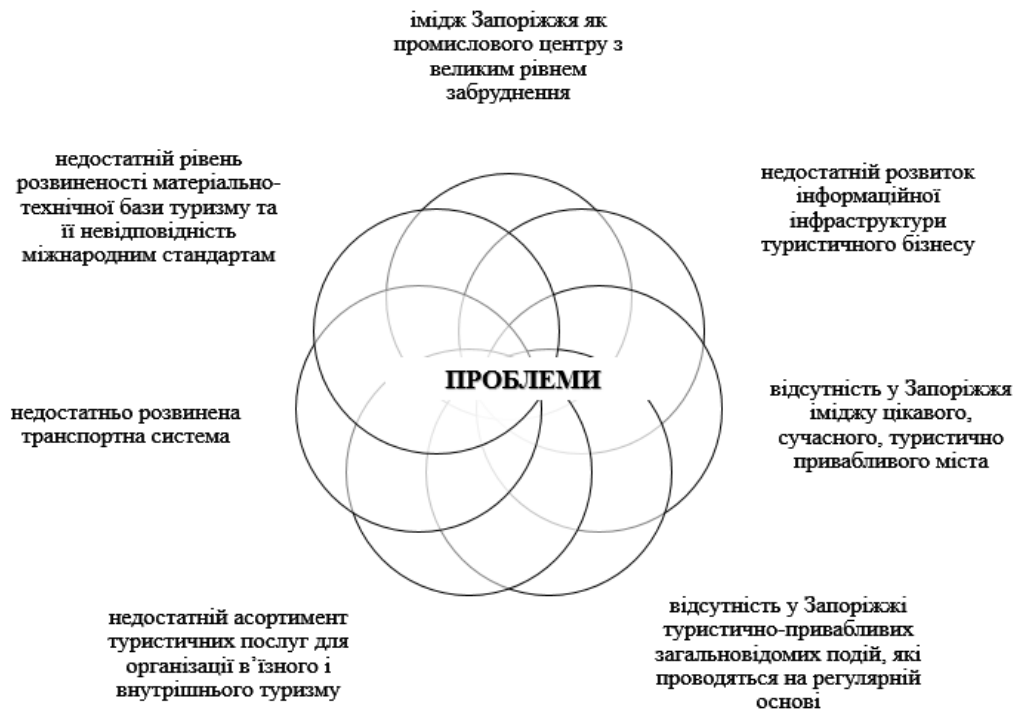 імідж Запоріжжя як
промислового центру з
великим рівнем
забруднення
недостатній рівень
розвиненості матеріально-
технічної бази туризму та
її невідповідність
міжнародним стандартам
недостатній розвиток
інформаційної
інфраструктури
туристичного бізнесу
ПРОБЛЕМИ
недостатньо розвинена
транспортна система
відсутність у Запоріжжя
іміджу цікавого,
сучасного, туристично
привабливого міста
недостатній асортимент
туристичних послуг для
організації в’їзного і
внутрішнього туризму
відсутність у Запоріжжі
туристично-привабливих
загальновідомих подій, які
проводяться на регулярній
основі